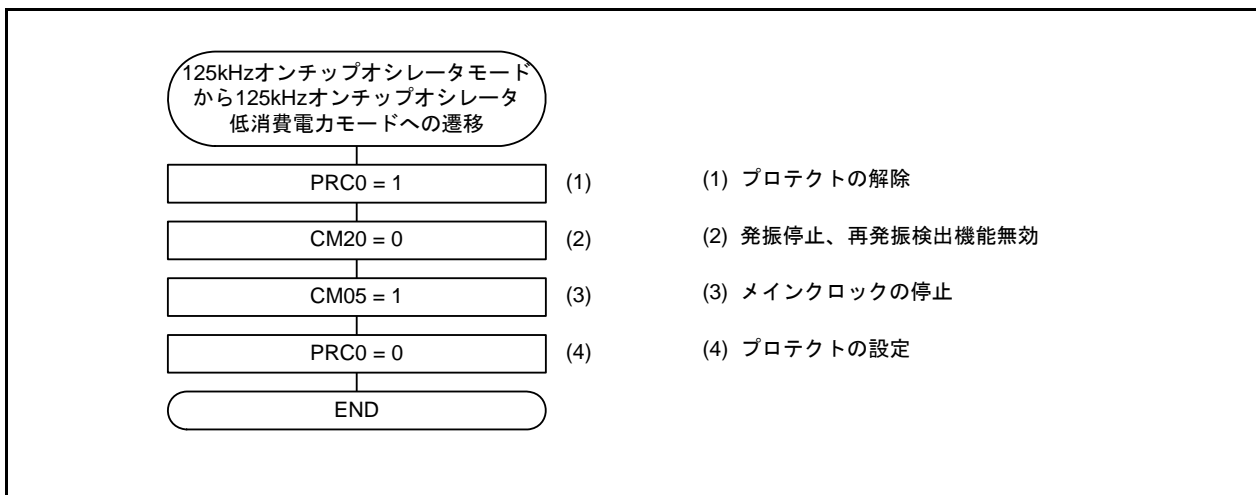 125kHzオンチップオシレータモード
から125kHzオンチップオシレータ
低消費電力モードへの遷移
PRC0 = 1 (1) (1) プロテクトの解除
CM20 = 0 (2) (2) 発振停止、再発振検出機能無効
CM05 = 1 (3) (3) メインクロックの停止
PRC0 = 0 (4) (4) プロテクトの設定
END